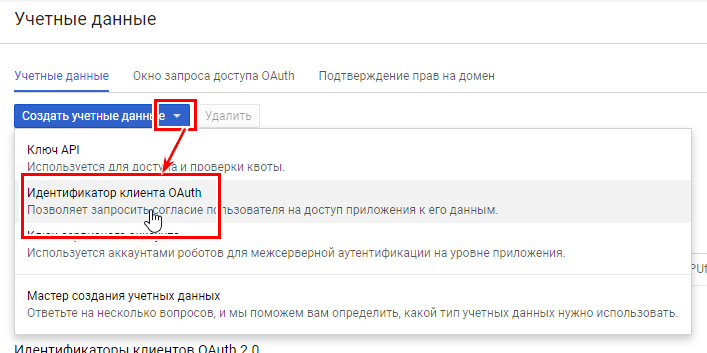 Учетные данные
Учетные данные Окно запроса доступа OAuth Подтверждение прав на домен
Создать учетные данные Удалить
Ключ API
Используется для доступа и проверки квоты.
Идентификатор клиента OAuth
Позволяет запросить согласие пользователя на доступ приложения к его данным.
Ключ сервисного аккаунта
Используется аккаунтами роботов для межсерверной аутентификации на уровне приложения.
Мастер создания учетных данных
Ответьте на несколько вопросов, и мы поможем вам определить, какой тип учетных данных нужно использовать.
Идентификаторы клиентов OAuth 2.0